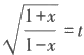 √((1+x)/(1−x)) = t